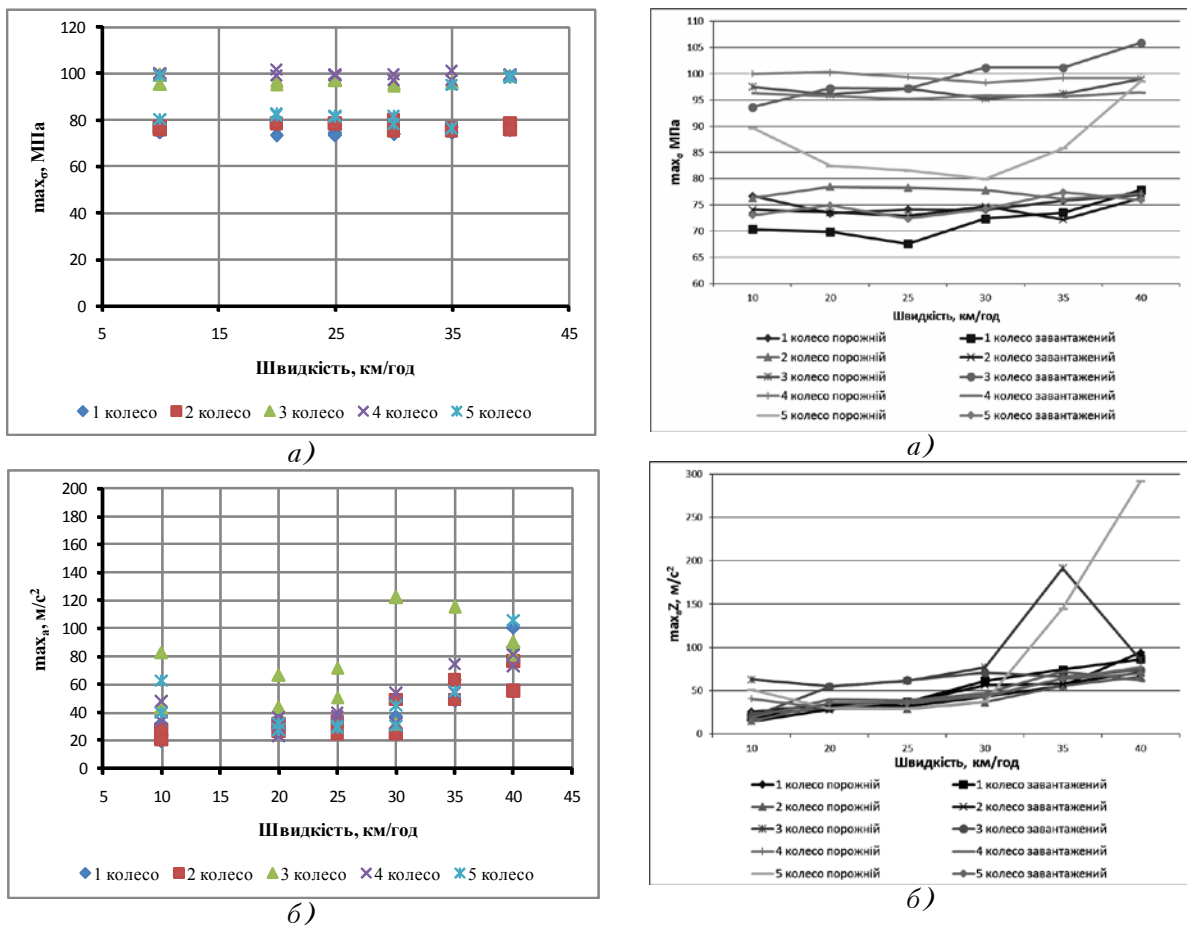 120
100
80
60
40
20
0
5
15
25
35
45
maxσ, МПа
Швидкість, км/год
1 колесо 2 колесо 3 колесо 4 колесо 5 колесо
а)
200
180
160
140
120
100
80
60
40
20
0
5 10 15 20 25 30 35 40 45
maxa, м/с²
Швидкість, км/год
1 колесо 2 колесо 3 колесо 4 колесо 5 колесо
б)
110
105
100
95
90
85
80
75
70
65
60
10 20 25 30 35 40
maxσ, МПа
Швидкість, км/год
1 колесо порожній 1 колесо завантажений
2 колесо порожній 2 колесо завантажений
3 колесо порожній 3 колесо завантажений
4 колесо порожній 4 колесо завантажений
5 колесо порожній 5 колесо завантажений
а)
300
250
200
150
100
50
0
10 20 25 30 35 40
maxaZ, м/с²
Швидкість, км/год
1 колесо порожній 1 колесо завантажений
2 колесо порожній 2 колесо завантажений
3 колесо порожній 3 колесо завантажений
4 колесо порожній 4 колесо завантажений
5 колесо порожній 5 колесо завантажений
б)